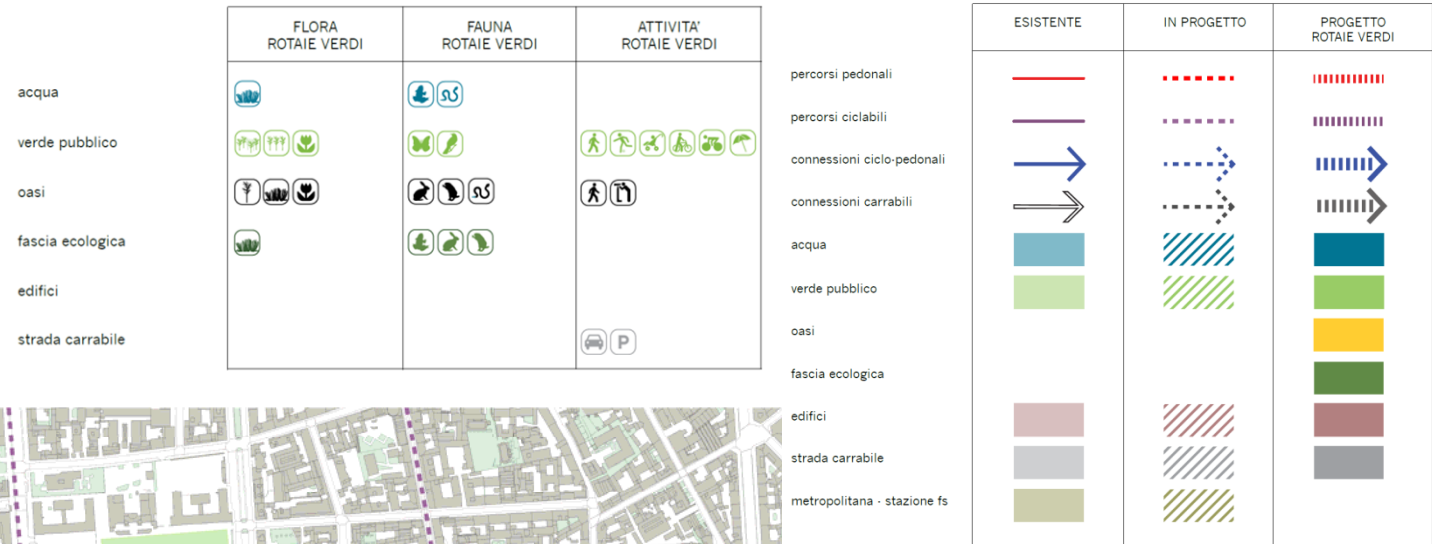 FLORA
ROTAIE VERDI
FAUNA
ROTAIE VERDI
ATTIVITA'
ROTAIE VERDI
acqua
verde pubblico
oasi
fascia ecologica
edifici
strada carrabile
P
ESISTENTE
IN PROGETTO
PROGETTO
ROTAIE VERDI
percorsi pedonali
percorsi ciclabili
connessioni ciclo-pedonali
connessioni carrabili
acqua
verde pubblico
oasi
fascia ecologica
edifici
strada carrabile
metropolitana - stazione fs